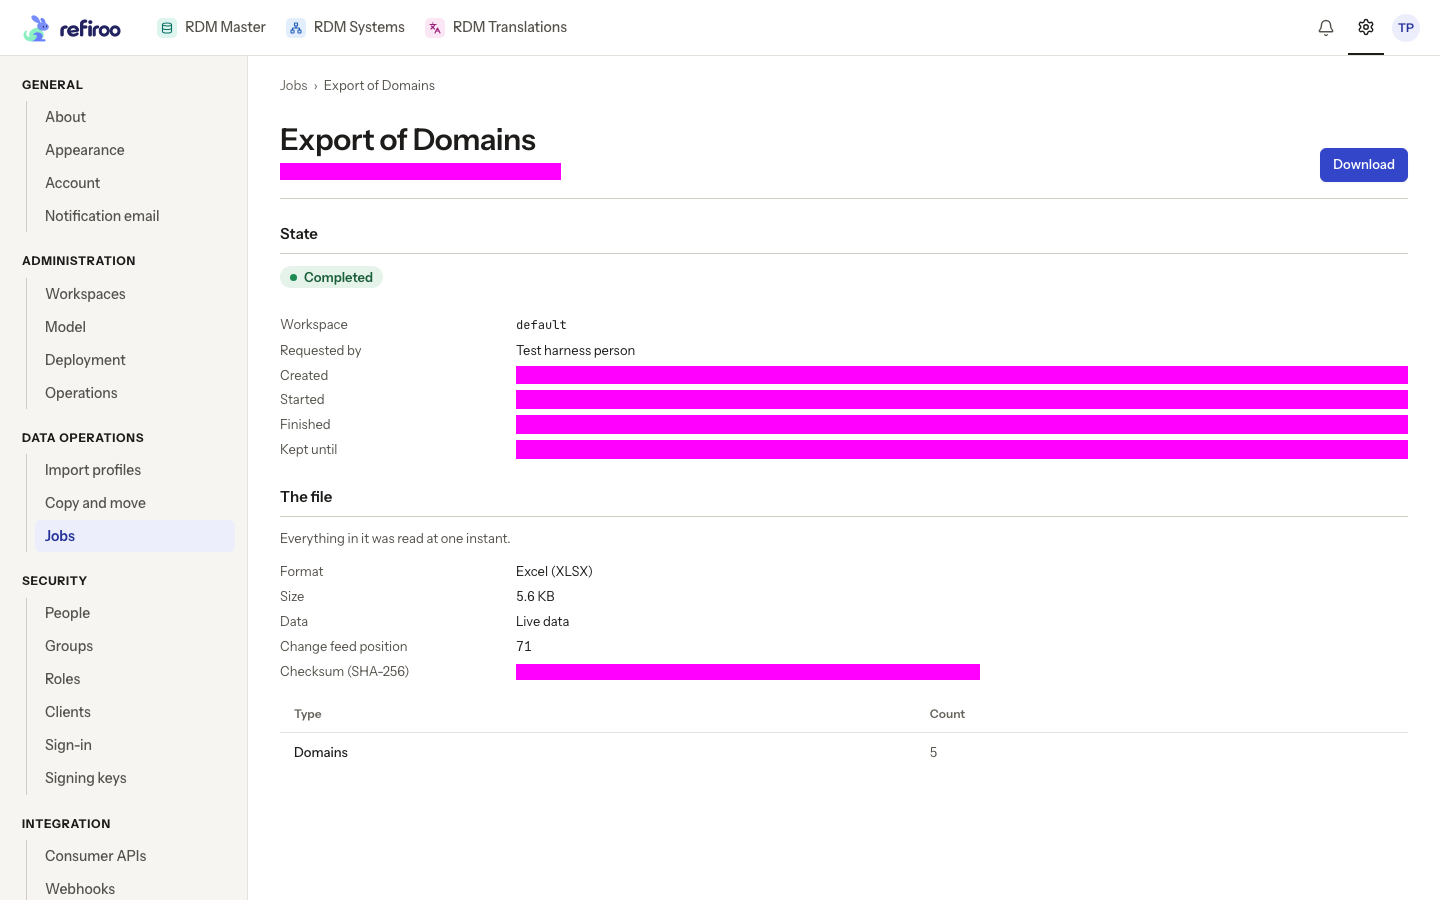 refiroo
RDM Master
RDM Systems
RDM Translations
TP
GENERAL
About
Appearance
Account
Notification email
ADMINISTRATION
Workspaces
Model
Deployment
Operations
DATA OPERATIONS
Import profiles
Copy and move
Jobs
SECURITY
People
Groups
Roles
Clients
Sign-in
Signing keys
INTEGRATION
Consumer APIs
Webhooks
Jobs › Export of Domains
Export of Domains
Download
State
Completed
Workspace default
Requested by Test harness person
Created
Started
Finished
Kept until
The file
Everything in it was read at one instant.
Format Excel (XLSX)
Size 5.6 KB
Data Live data
Change feed position 71
Checksum (SHA-256)
Type Count
Domains 5